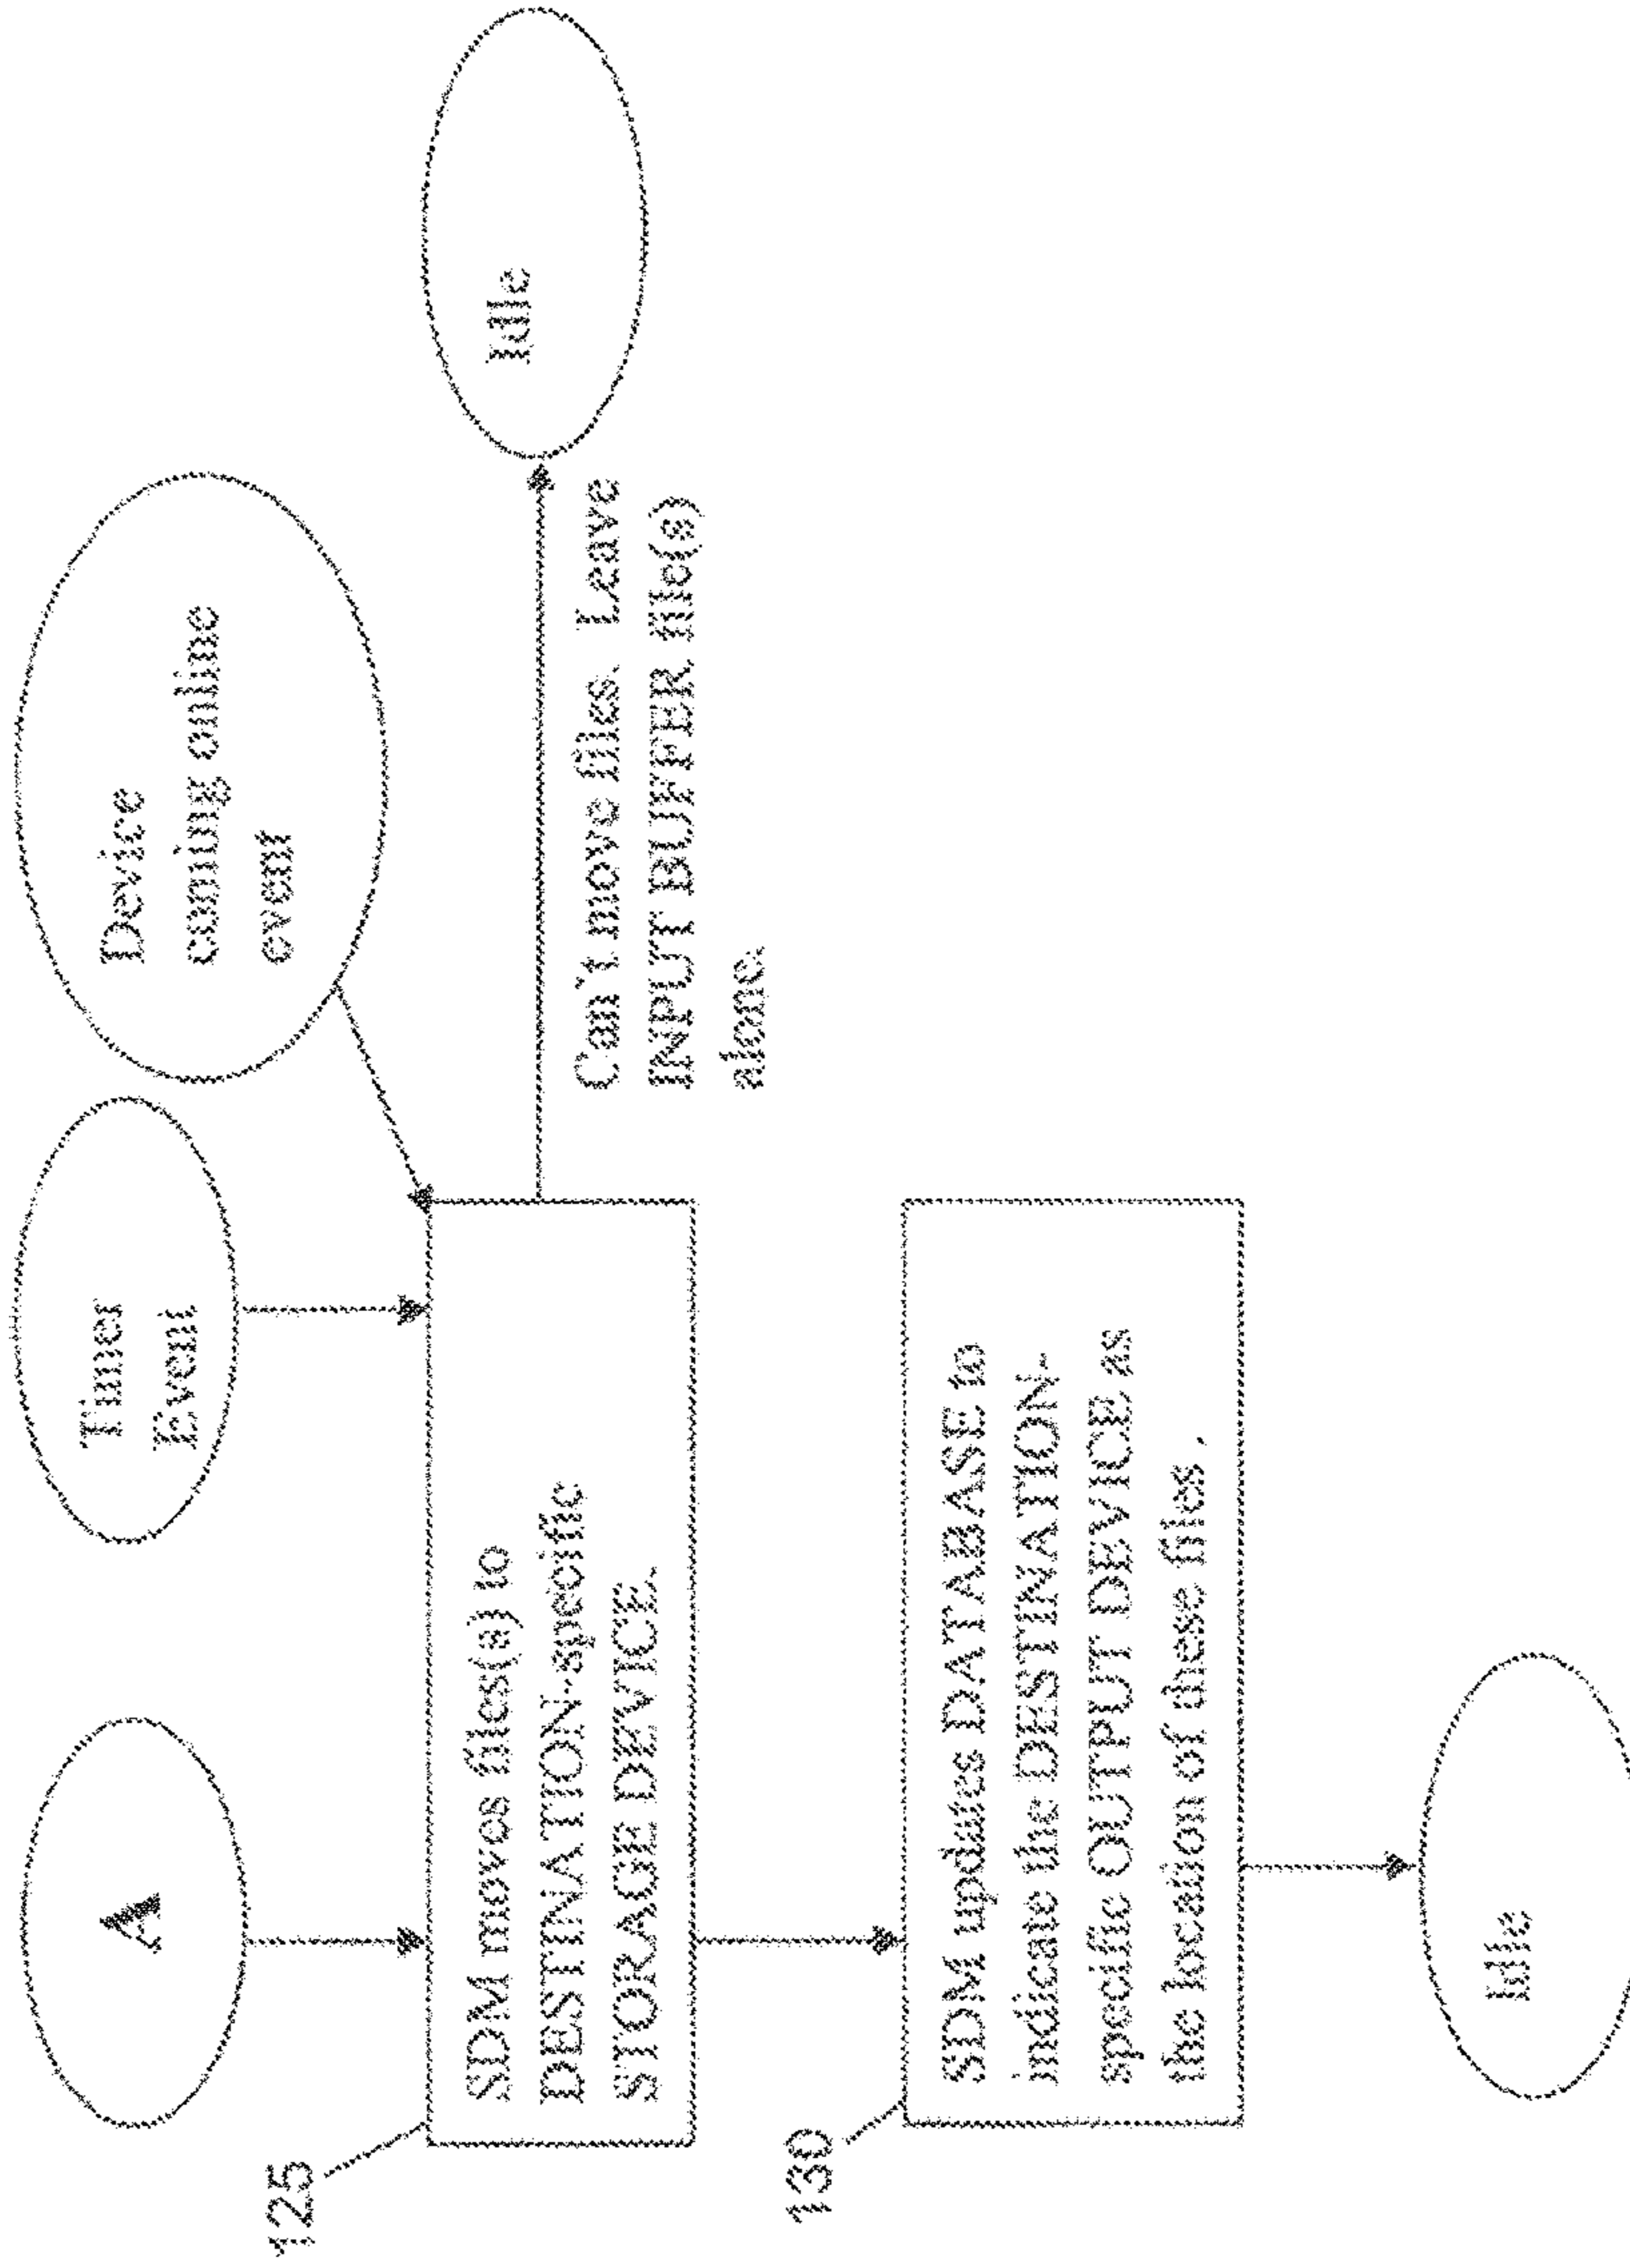 A
Timer
Event
Device
coming online
event
125
SDM moves files(s) to
DESTINATION-specific
STORAGE DEVICE.
Can't move files. Leave
INPUT BUFFER file(s)
alone.
Idle
130
SDM updates DATABASE to
indicate the DESTINATION-
specific OUTPUT DEVICE as
the location of these files .
Idle